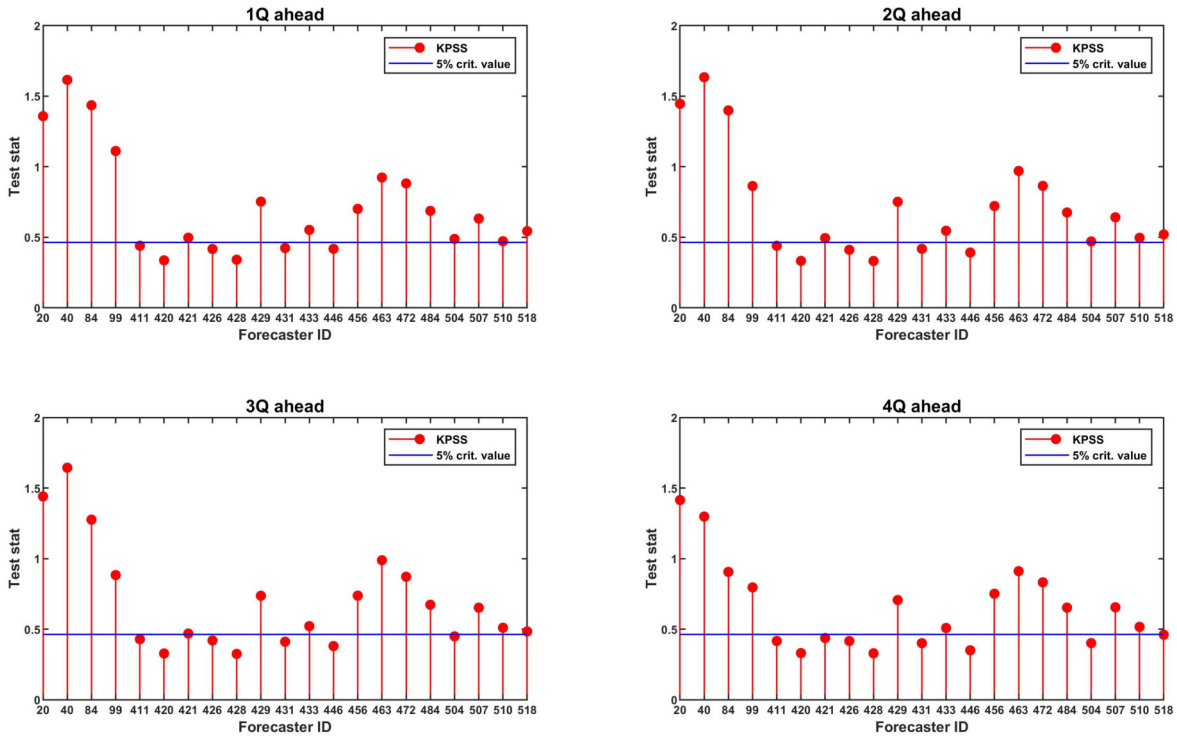 1Q ahead
2
1.5
1
0.5
0
Test stat
KPSS
5% crit. value
20 40 84 99 411 420 421 426 428 429 431 433 446 456 463 472 484 504 507 510 518
Forecaster ID
2Q ahead
2
1.5
1
0.5
0
Test stat
KPSS
5% crit. value
20 40 84 99 411 420 421 426 428 429 431 433 446 456 463 472 484 504 507 510 518
Forecaster ID
3Q ahead
2
1.5
1
0.5
0
Test stat
KPSS
5% crit. value
20 40 84 99 411 420 421 426 428 429 431 433 446 456 463 472 484 504 507 510 518
Forecaster ID
4Q ahead
2
1.5
1
0.5
0
Test stat
KPSS
5% crit. value
20 40 84 99 411 420 421 426 428 429 431 433 446 456 463 472 484 504 507 510 518
Forecaster ID